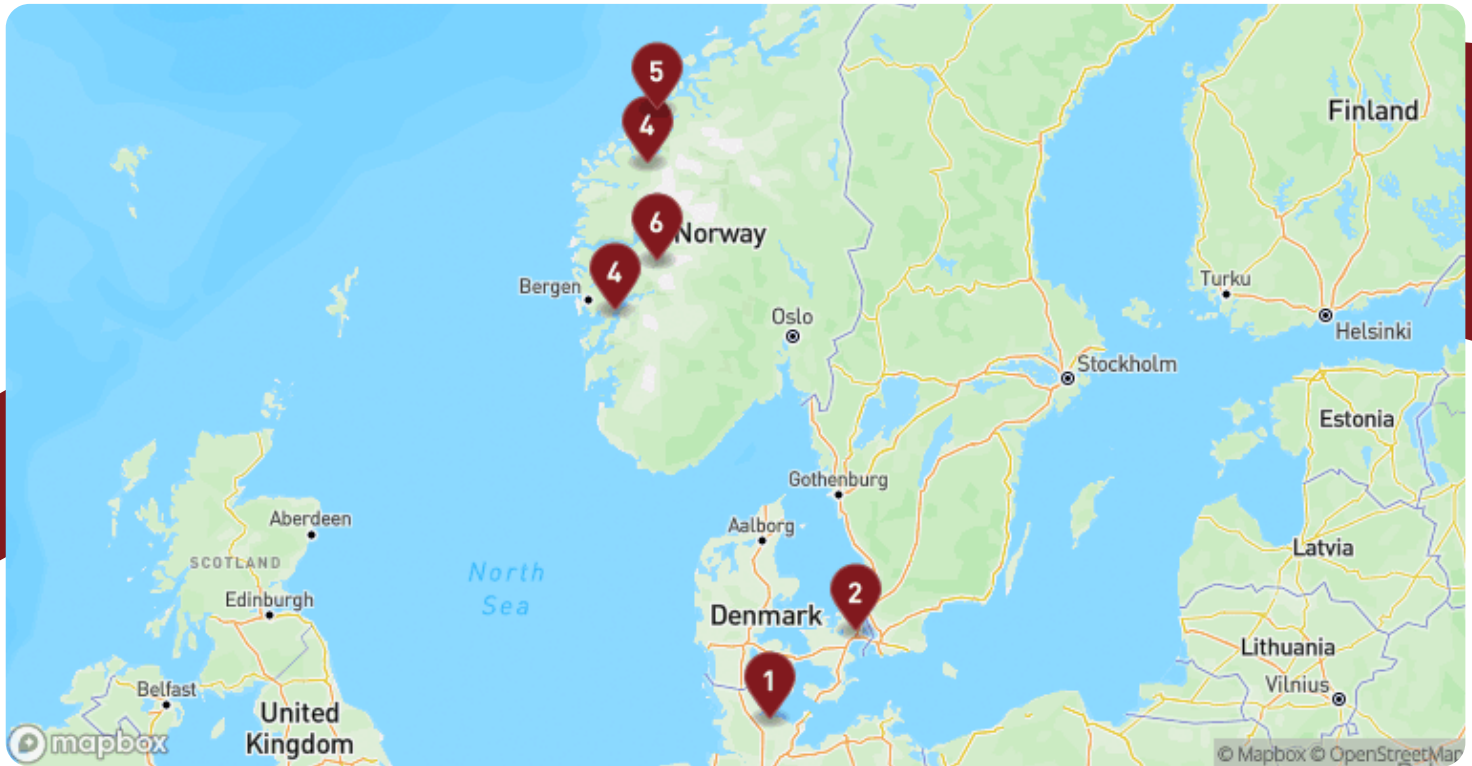 5
4
Finland
6
Norway
4
Bergen
Turku
Oslo
Helsinki
Stockholm
Estonia
Gothenburg
Aberdeen
Aalborg
Latvia
SCOTLAND
North
Sea
2
Edinburgh
Denmark
Lithuania
1
Belfast
Vilnius
United
Kingdom
mapbox
© Mapbox © OpenStreetMap